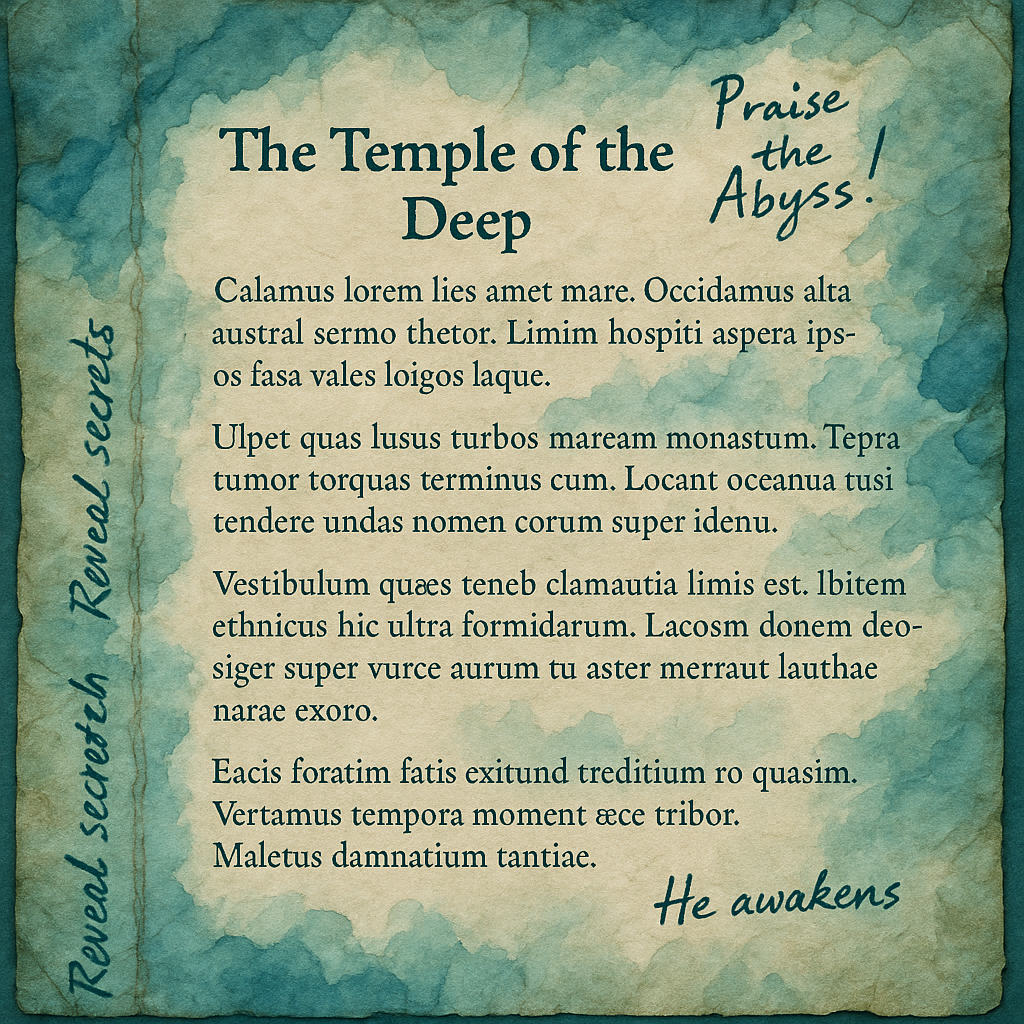 The Temple of the
Deep
Praise
the
Abyss!
Calamus lorem lies amet mare. Occidamus alta
austral sermo thetor. Limim hospiti aspera ips-
os fasa vales loigos laque.
Ulpet quas lusus turbos maream monastum. Tepra
tumor torquas terminus cum. Locant oceanua tusi
tendere undas nomen corum super idenu.
Vestibulum quæs teneb clamautia limis est. Ibitem
ethnicus hic ultra formidarum. Lacosm donem deo-
siger super vurce aurum tu aster merraut lauthae
narae exoro.
Eacis foratim fatis exitund treditium ro quasim.
Vertamus tempora moment æce tribor.
Maletus damnatium tantiae.
He awakens
Reveal secrets
Reveal